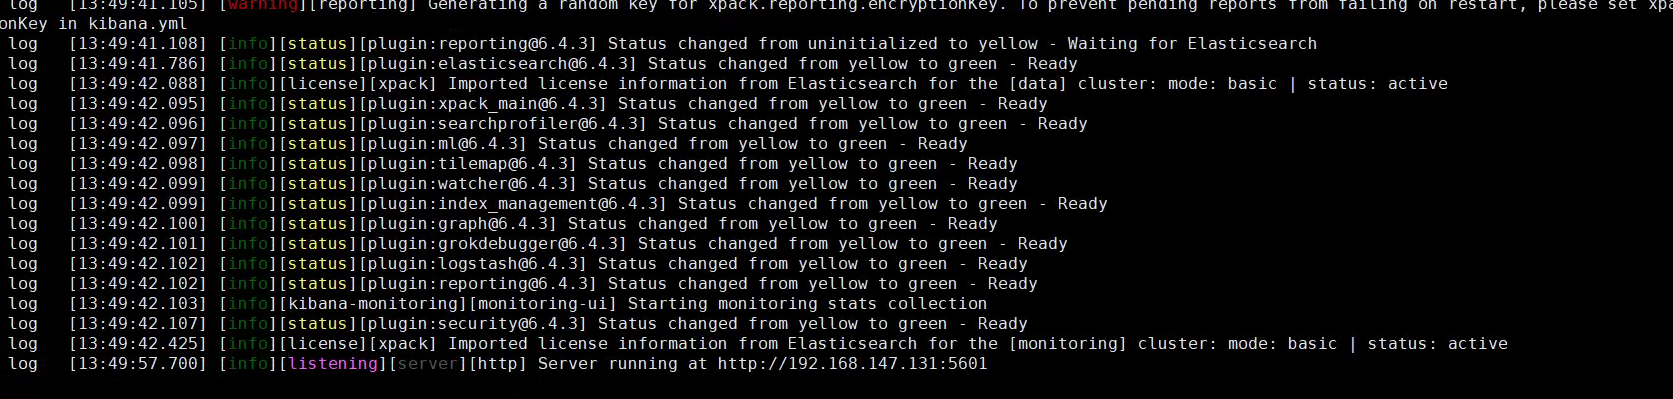 log [13:49:41.105] [warning][reporting] Generating a random key for xpack.reporting.encryptionKey. To prevent pending reports from failing on restart, please set xpa
onKey in kibana.yml
log [13:49:41.108] [info][status][plugin:reporting@6.4.3] Status changed from uninitialized to yellow - Waiting for Elasticsearch
log [13:49:41.786] [info][status][plugin:elasticsearch@6.4.3] Status changed from yellow to green - Ready
log [13:49:42.088] [info][license][xpack] Imported license information from Elasticsearch for the [data] cluster: mode: basic | status: active
log [13:49:42.095] [info][status][plugin:xpack_main@6.4.3] Status changed from yellow to green - Ready
log [13:49:42.096] [info][status][plugin:searchprofiler@6.4.3] Status changed from yellow to green - Ready
log [13:49:42.097] [info][status][plugin:ml@6.4.3] Status changed from yellow to green - Ready
log [13:49:42.098] [info][status][plugin:tilemap@6.4.3] Status changed from yellow to green - Ready
log [13:49:42.099] [info][status][plugin:watcher@6.4.3] Status changed from yellow to green - Ready
log [13:49:42.099] [info][status][plugin:index_management@6.4.3] Status changed from yellow to green - Ready
log [13:49:42.100] [info][status][plugin:graph@6.4.3] Status changed from yellow to green - Ready
log [13:49:42.101] [info][status][plugin:grokdebugger@6.4.3] Status changed from yellow to green - Ready
log [13:49:42.102] [info][status][plugin:logstash@6.4.3] Status changed from yellow to green - Ready
log [13:49:42.102] [info][status][plugin:reporting@6.4.3] Status changed from yellow to green - Ready
log [13:49:42.103] [info][kibana-monitoring][monitoring-ui] Starting monitoring stats collection
log [13:49:42.107] [info][status][plugin:security@6.4.3] Status changed from yellow to green - Ready
log [13:49:42.425] [info][license][xpack] Imported license information from Elasticsearch for the [monitoring] cluster: mode: basic | status: active
log [13:49:57.700] [info][listening][server][http] Server running at http://192.168.147.131:5601